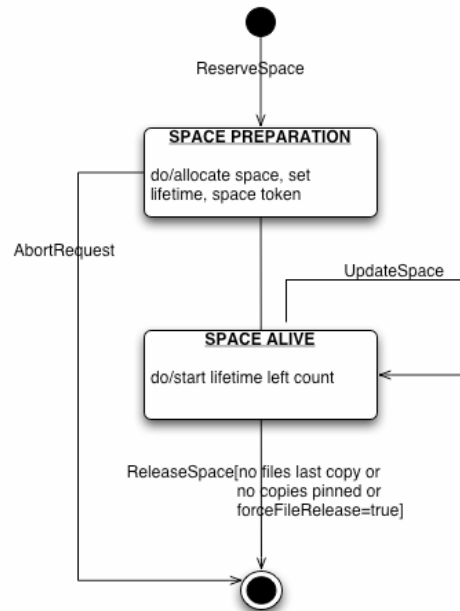 ReserveSpace
SPACE PREPARATION
do/allocate space, set
lifetime, space token
AbortRequest
UpdateSpace
SPACE ALIVE
do/start lifetime left count
ReleaseSpace[no files last copy or
no copies pinned or
forceFileRelease=true]